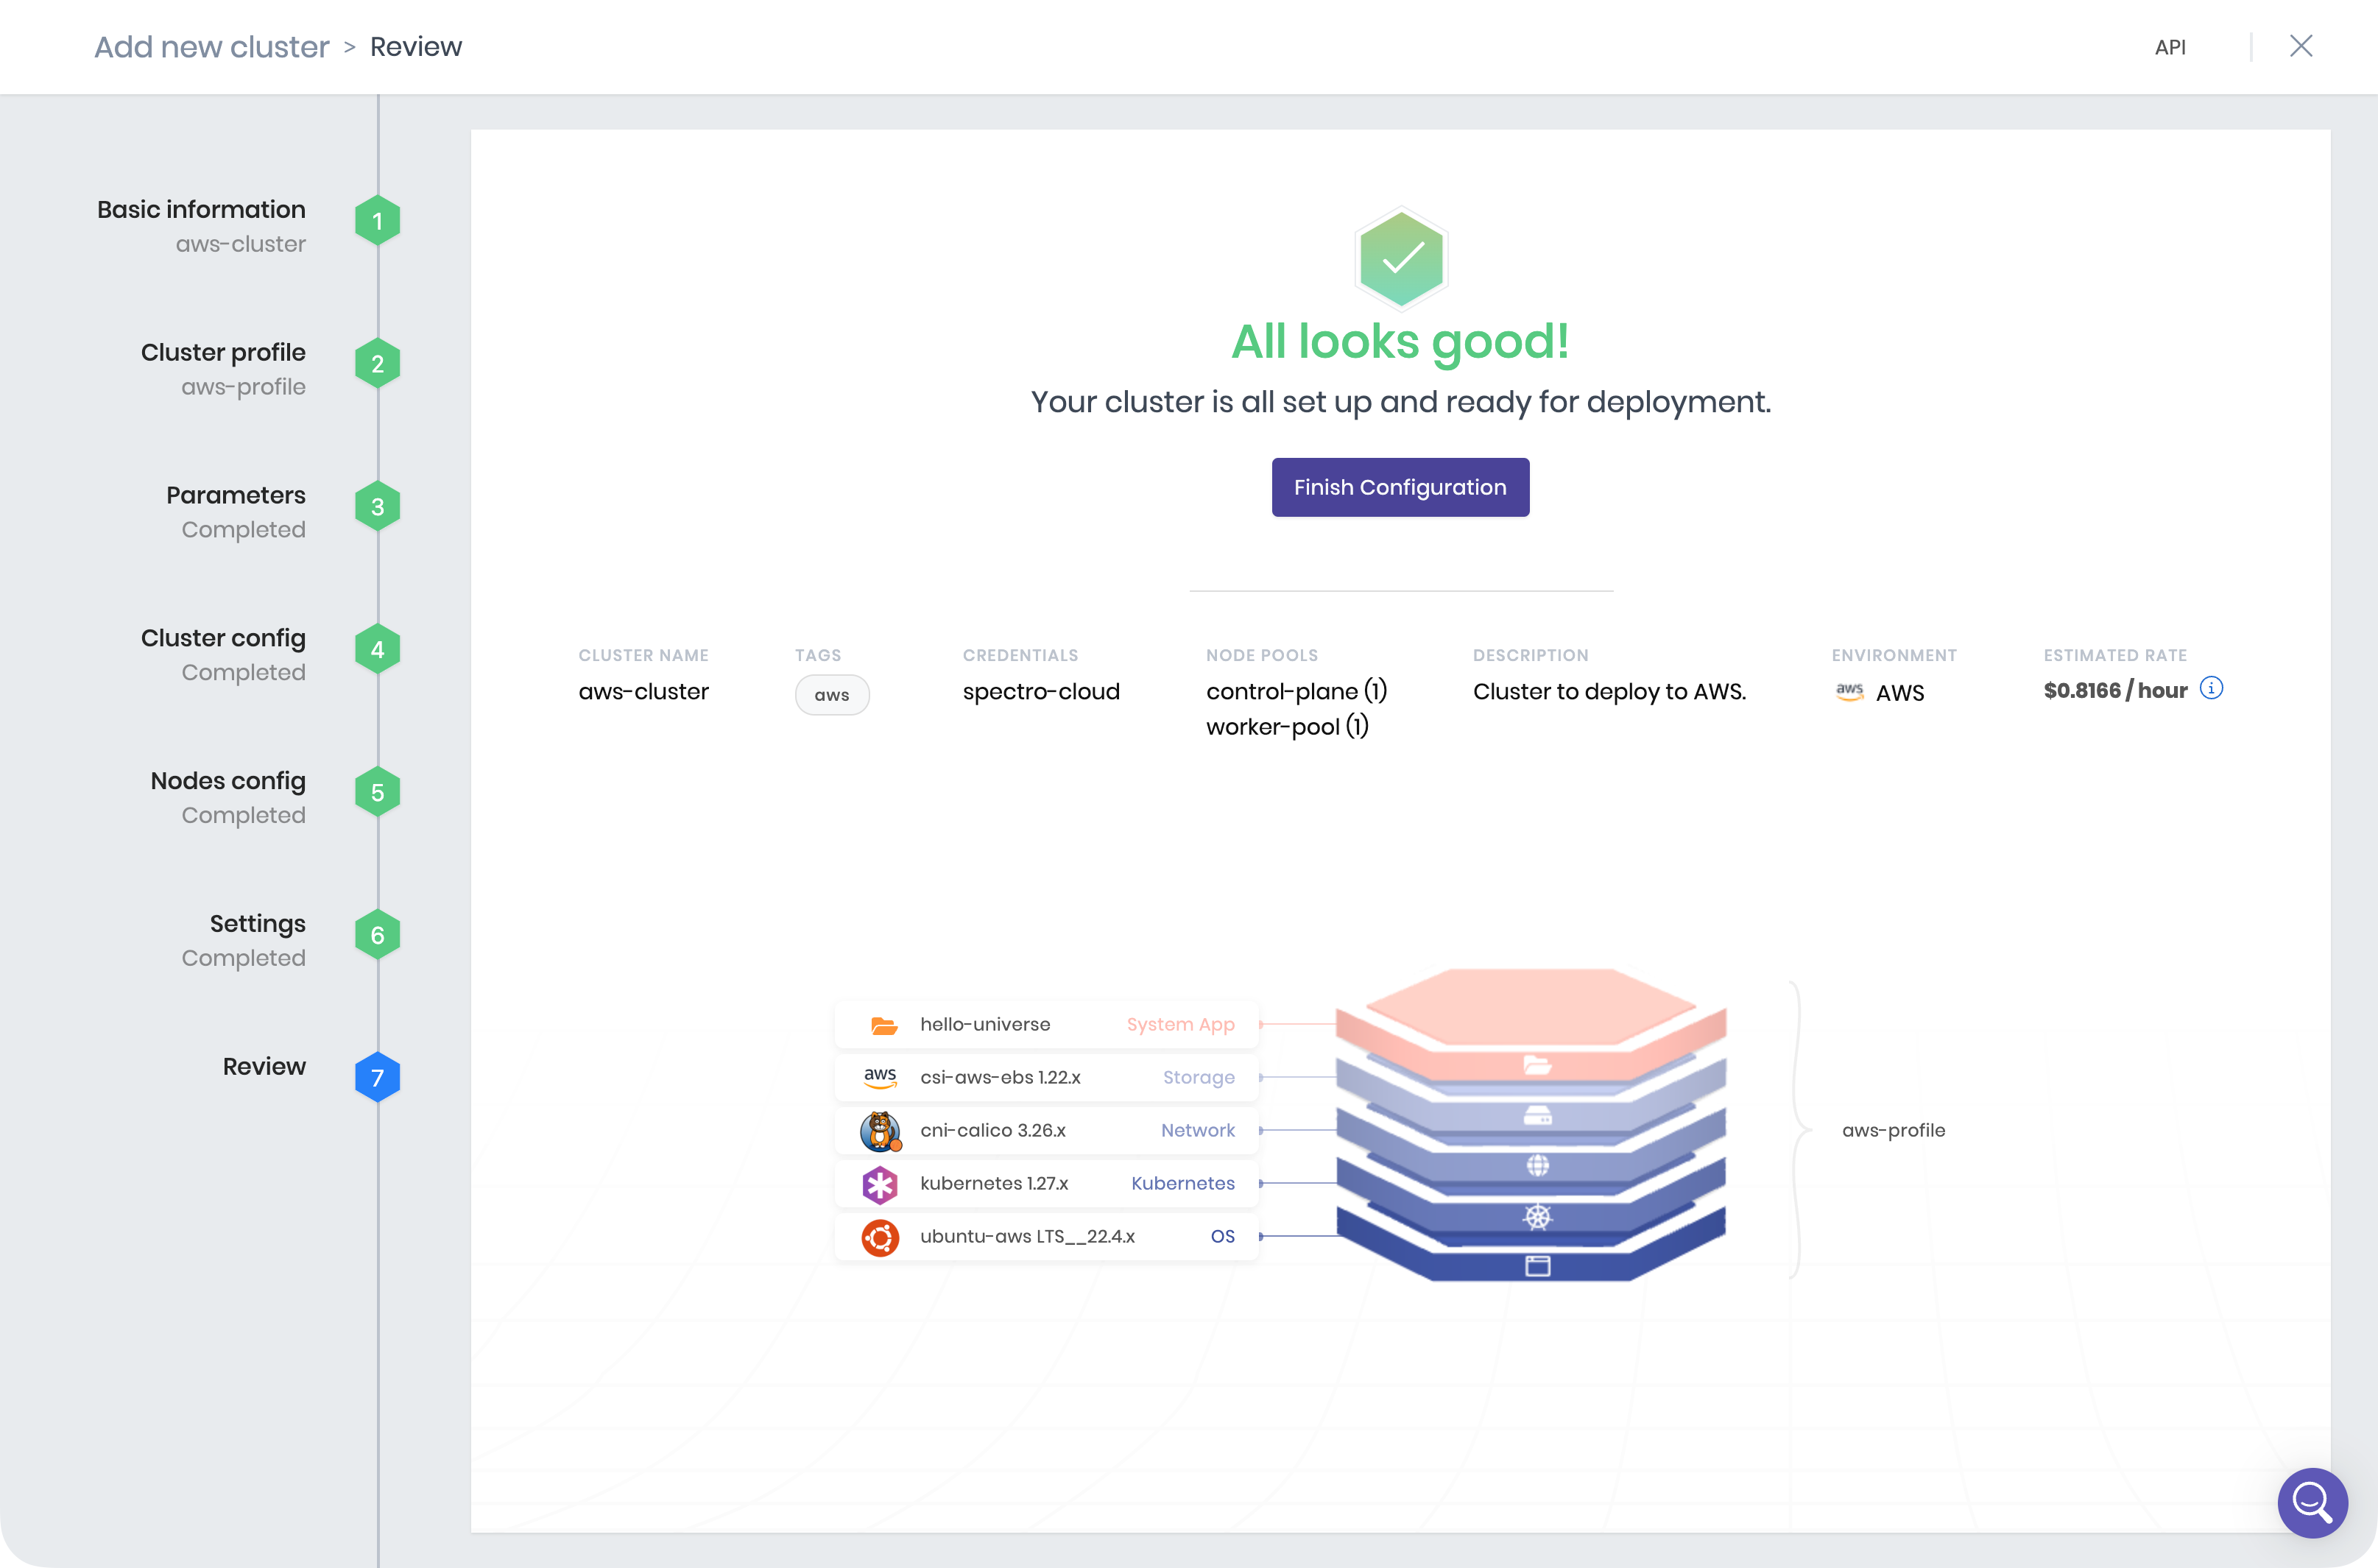 Add new cluster > Review
API
Basic information
aws-cluster
1
Cluster profile
aws-profile
2
Parameters
Completed
3
Cluster config
Completed
4
Nodes config
Completed
5
Settings
Completed
6
Review
7
All looks good!
Your cluster is all set up and ready for deployment.
Finish Configuration
CLUSTER NAME
aws-cluster
TAGS
aws
CREDENTIALS
spectro-cloud
NODE POOLS
control-plane (1)
worker-pool (1)
DESCRIPTION
Cluster to deploy to AWS.
ENVIRONMENT
aws AWS
ESTIMATED RATE
$0.8166 / hour
hello-universe System App
aws csi-aws-ebs 1.22.x Storage
cni-calico 3.26.x Network
kubernetes 1.27.x Kubernetes
ubuntu-aws LTS__22.4.x OS
aws-profile